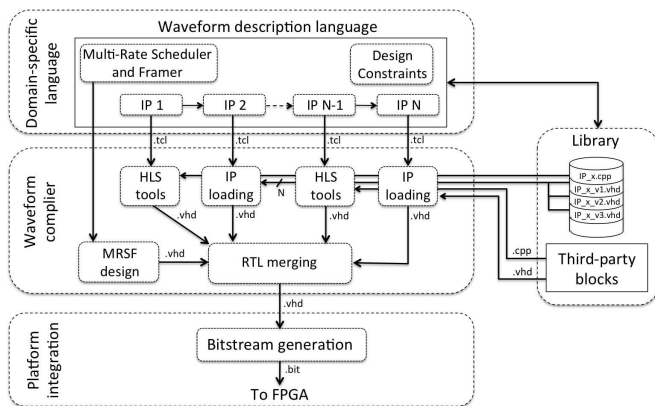 Waveform description language
Domain-specific
language
Multi-Rate Scheduler
and Framer
Design
Constraints
IP 1
IP 2
IP N-1
IP N
.tcl
.tcl
.tcl
.tcl
Library
IP_x.cpp
IP_x_v1.vhd
IP_x_v2.vhd
IP_x_v3.vhd
Waveform
complier
HLS
tools
IP
loading
N
HLS
tools
IP
loading
.vhd
.vhd
.vhd
.vhd
MRSF
design
.vhd
RTL merging
.cpp
.vhd
Third-party
blocks
.vhd
Platform
integration
Bitstream generation
.bit
To FPGA